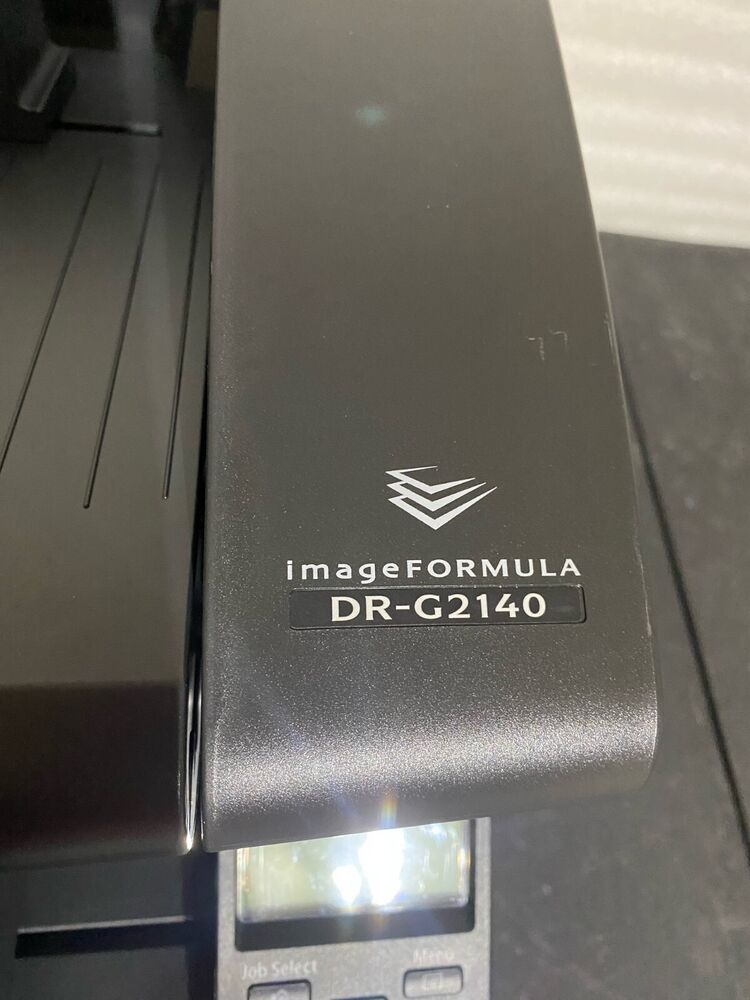 imageFORMULA
DR-G2140
Job Select
Menu